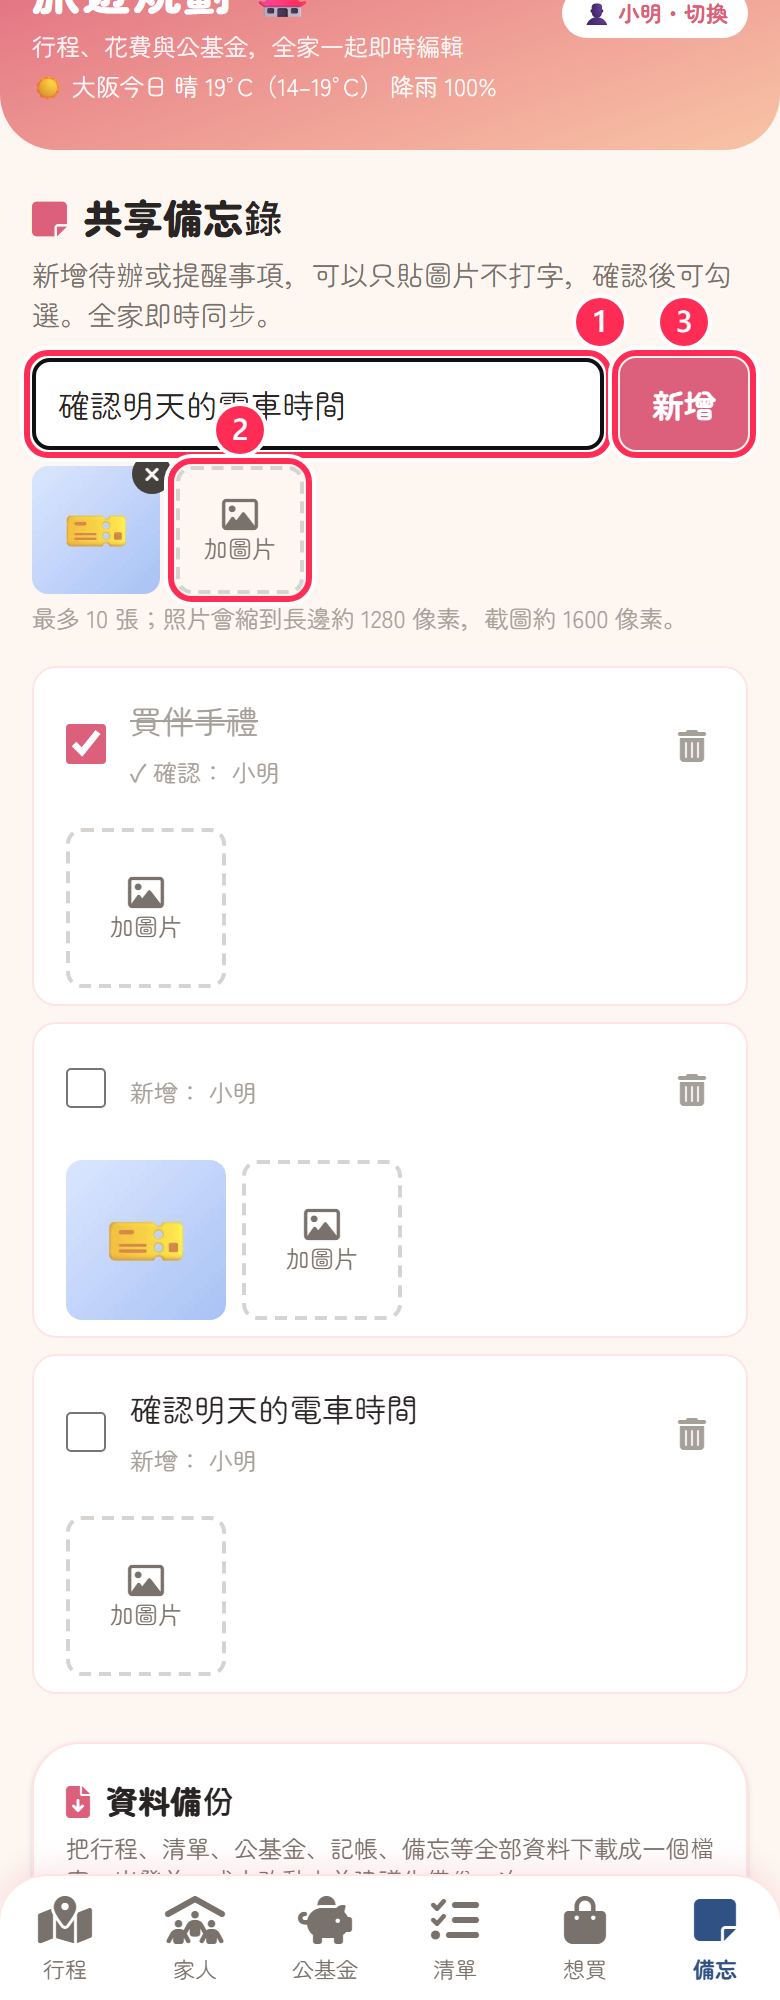 旅遊規劃
小明・切換
行程、花費與公基金，全家一起即時編輯
大阪今日 晴 19°C（14–19°C） 降雨 100%
共享備忘錄
新增待辦或提醒事項，可以只貼圖片不打字，確認後可勾
選。全家即時同步。
1
3
確認明天的電車時間
新增
2
加圖片
最多 10 張；照片會縮到長邊約 1280 像素，截圖約 1600 像素。
買伴手禮
✓ 確認： 小明
加圖片
新增： 小明
加圖片
確認明天的電車時間
新增： 小明
加圖片
資料備份
把行程、清單、公基金、記帳、備忘等全部資料下載成一個檔
行程
家人
公基金
清單
想買
備忘